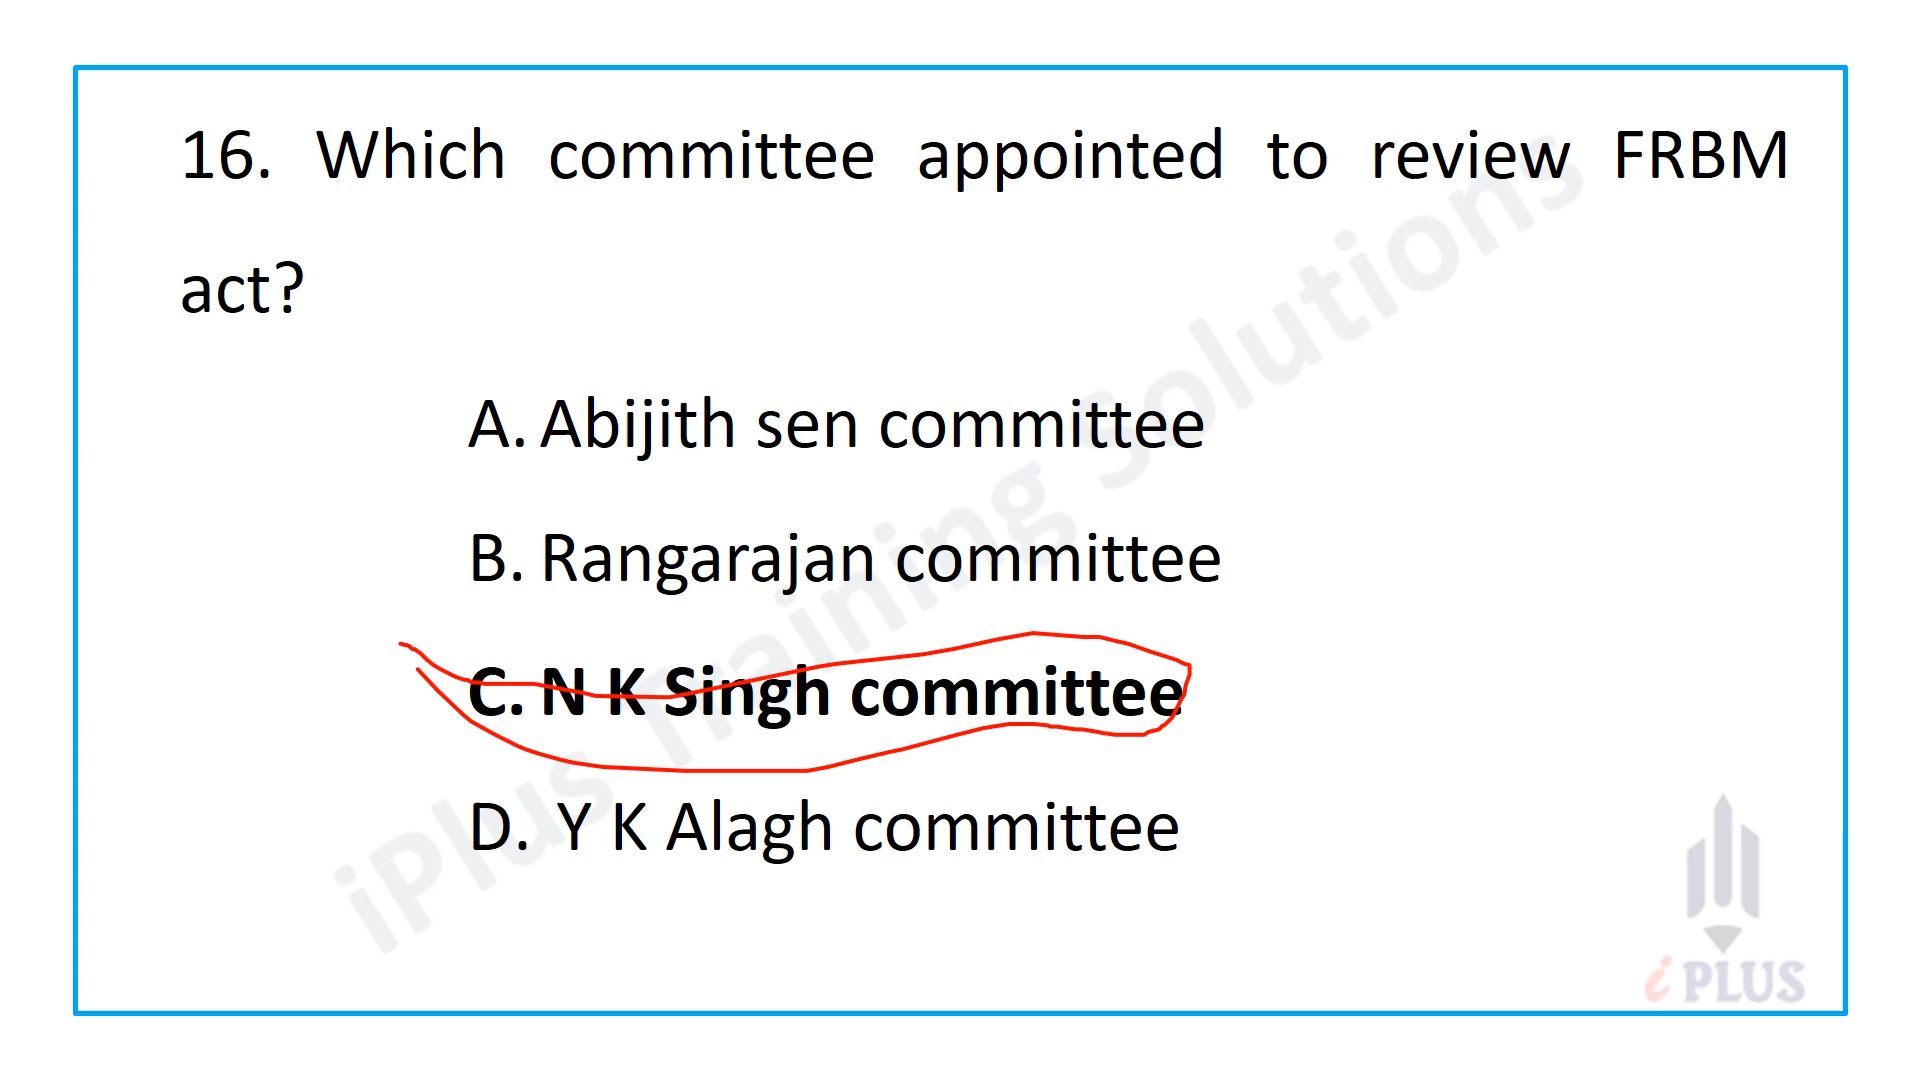 16. Which committee appointed to review FRBM
act?
A. Abijith sen committee
B. Rangarajan committee
C. N K Singh committee
D. Y K Alagh committee
iPlus Training Solutions
i PLUS